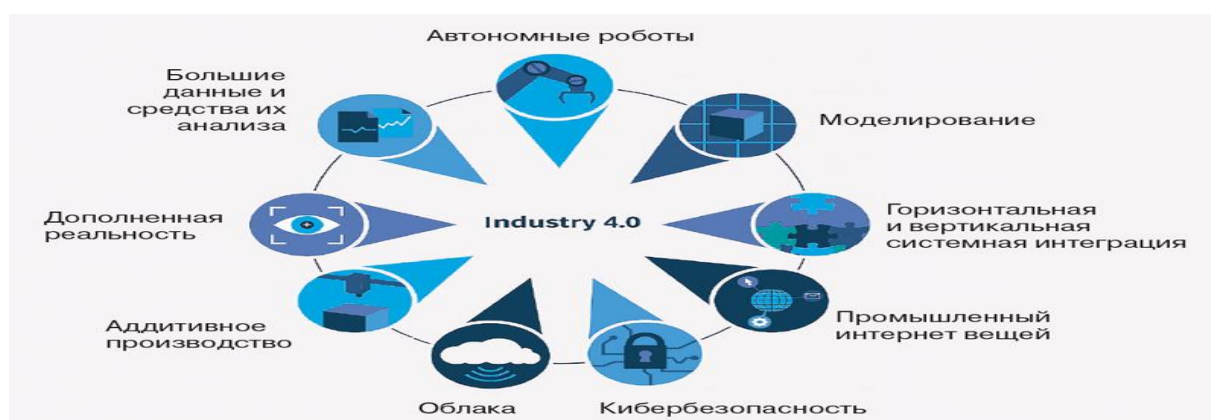 Автономные роботы
Большие
данные и
средства их
анализа
Моделирование
Дополненная
реальность
Industry 4.0
Горизонтальная
и вертикальная
системная интеграция
Аддитивное
производство
Промышленный
интернет вещей
Облака
Кибербезопасность